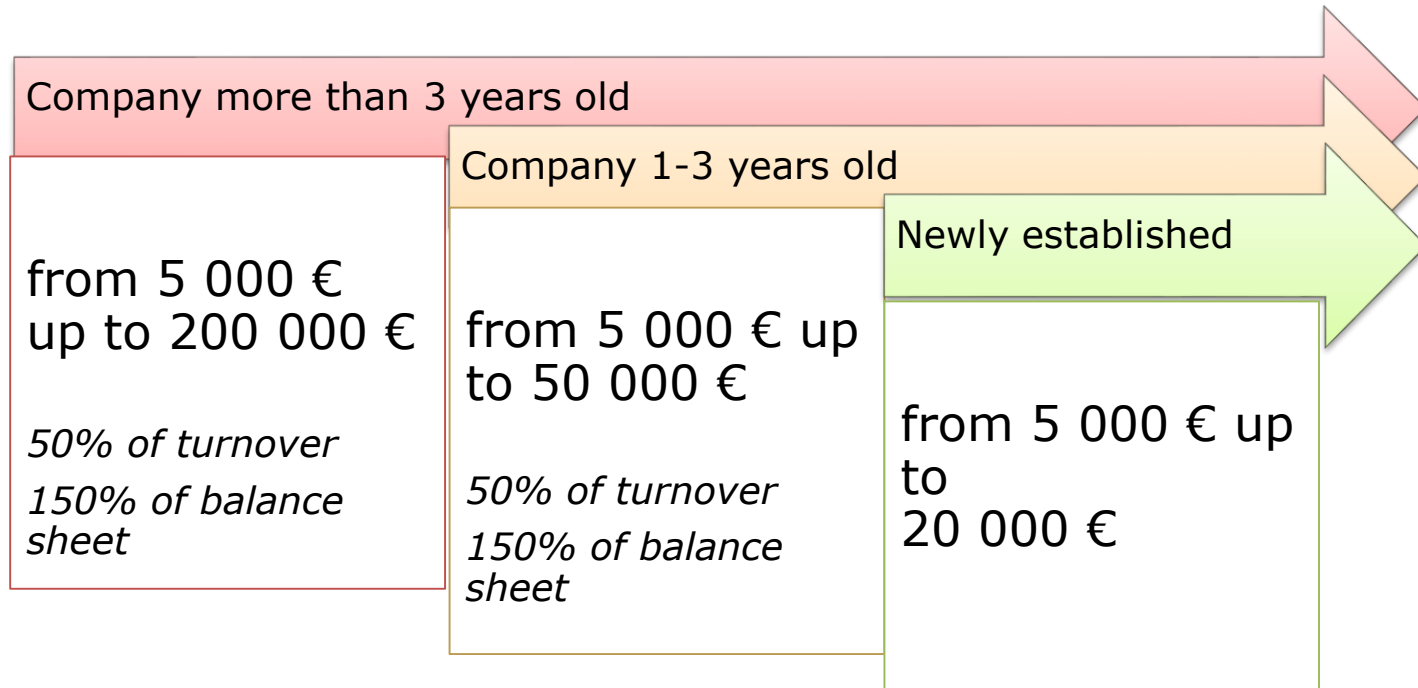 Company more than 3 years old
from 5 000 €
up to 200 000 €
50% of turnover
150% of balance
sheet
Company 1-3 years old
from 5 000 € up
to 50 000 €
50% of turnover
150% of balance
sheet
Newly established
from 5 000 € up
to
20 000 €